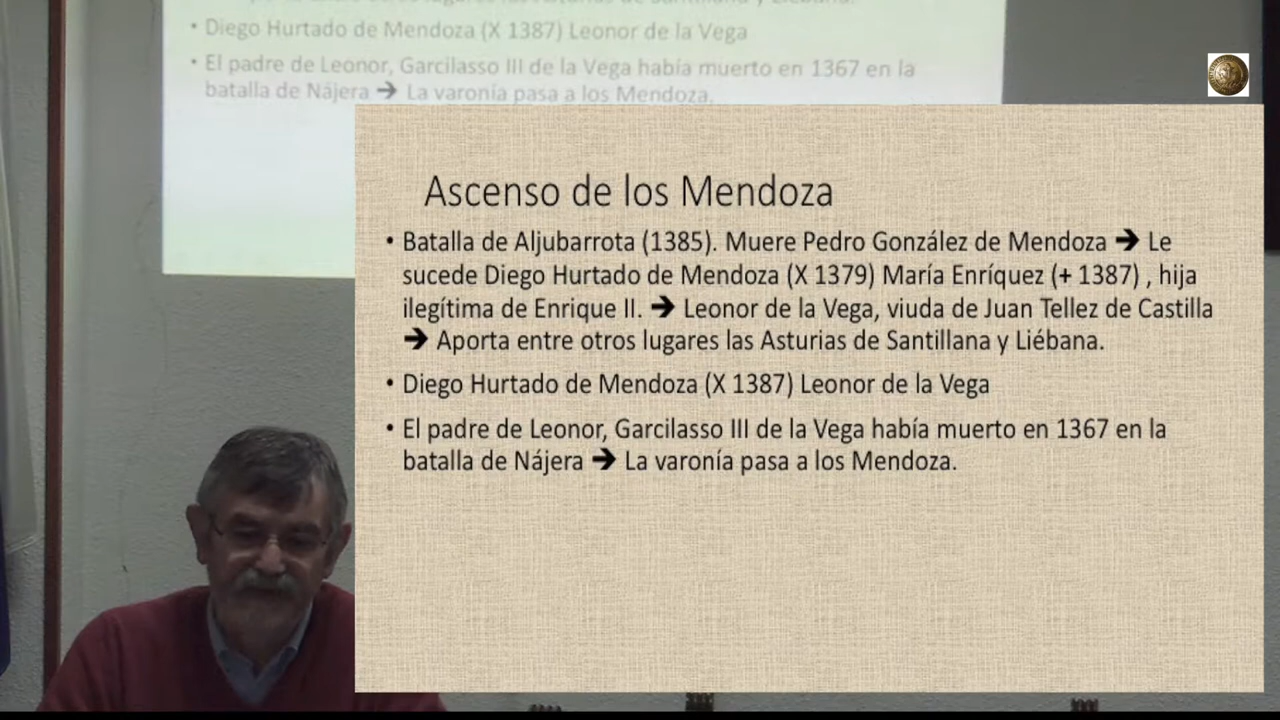 Diego Hurtado de Mendoza (X 1387) Leonor de la Vega
• El padre de Leonor, Garcilasso III de la Vega había muerto en 1367 en la
batalla de Nájera ➔ La varonía pasa a los Mendoza.
Ascenso de los Mendoza
• Batalla de Aljubarrota (1385). Muere Pedro González de Mendoza ➔ Le
sucede Diego Hurtado de Mendoza (X 1379) María Enríquez (+ 1387) , hija
ilegítima de Enrique II. ➔ Leonor de la Vega, viuda de Juan Tellez de Castilla
➔ Aporta entre otros lugares las Asturias de Santillana y Liébana.
• Diego Hurtado de Mendoza (X 1387) Leonor de la Vega
• El padre de Leonor, Garcilasso III de la Vega había muerto en 1367 en la
batalla de Nájera ➔ La varonía pasa a los Mendoza.